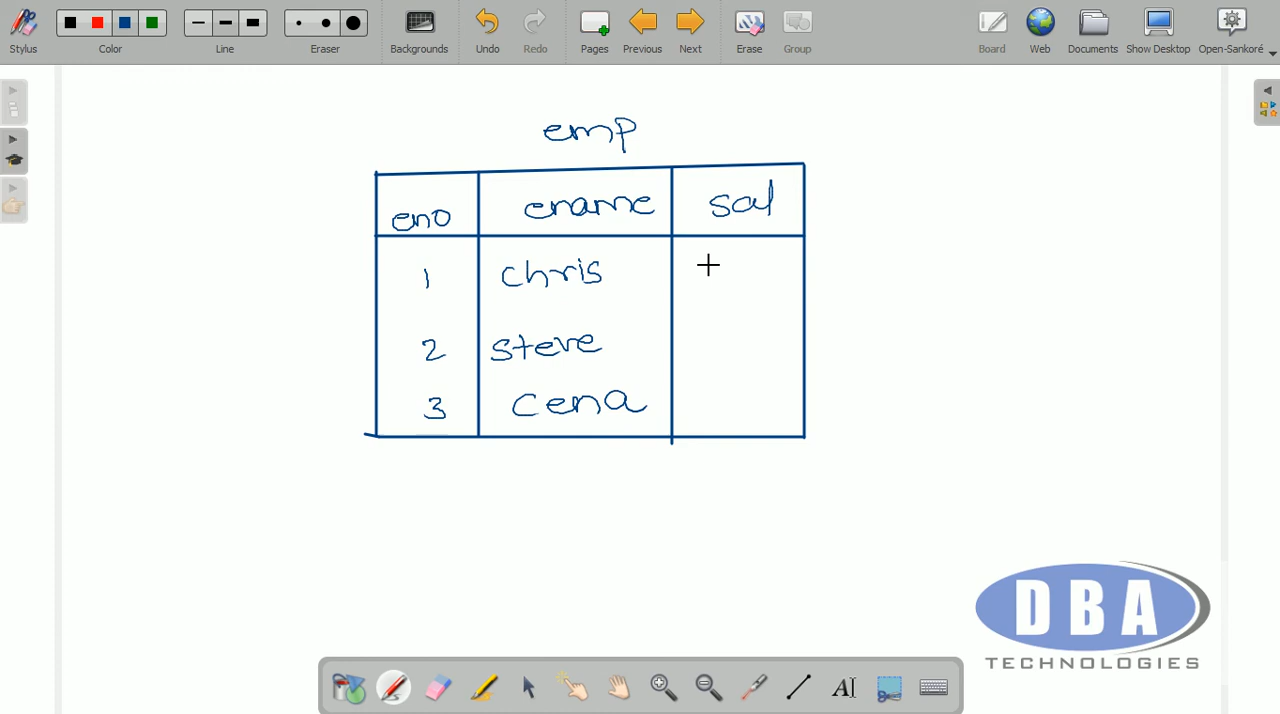 Stylus
Color
Line
Eraser
Backgrounds
Undo
Redo
Pages
Previous
Next
Erase
Group
Board
Web
Documents
Show Desktop
Open-Sankoré
emp
eno ename sal
1 chris
2 steve
3 cena
DBA
TECHNOLOGIES